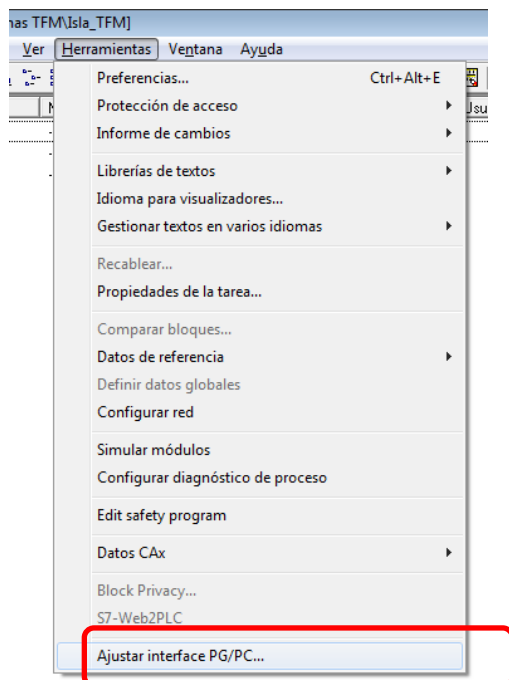 nas TFM\Isla_TFM]
Ver Herramientas Ventana Ayuda
Preferencias... Ctrl+Alt+E
Protección de acceso
Informe de cambios
Librerías de textos
Idioma para visualizadores...
Gestionar textos en varios idiomas
Recablear...
Propiedades de la tarea...
Comparar bloques...
Datos de referencia
Definir datos globales
Configurar red
Simular módulos
Configurar diagnóstico de proceso
Edit safety program
Datos CAx
Block Privacy...
S7-Web2PLC
Ajustar interface PG/PC...